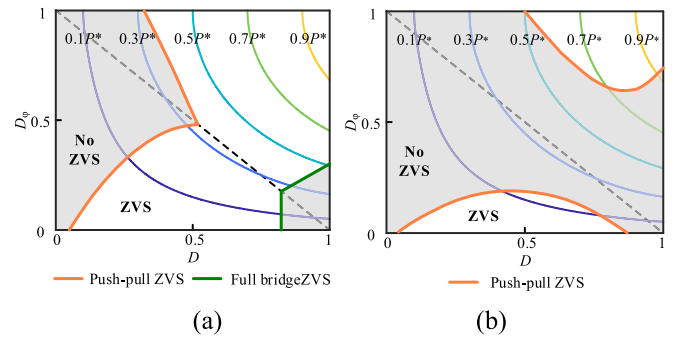 1
0.1P* 0.3P* 0.5P* 0.7P* 0.9P*
Dφ
0.5
No
ZVS
ZVS
0
0 0.5 1
D
Push-pull ZVS Full bridgeZVS
(a)
1
0.1P* 0.3P* 0.5P* 0.7P* 0.9P*
Dφ
0.5
No
ZVS
ZVS
0
0 0.5 1
D
Push-pull ZVS
(b)